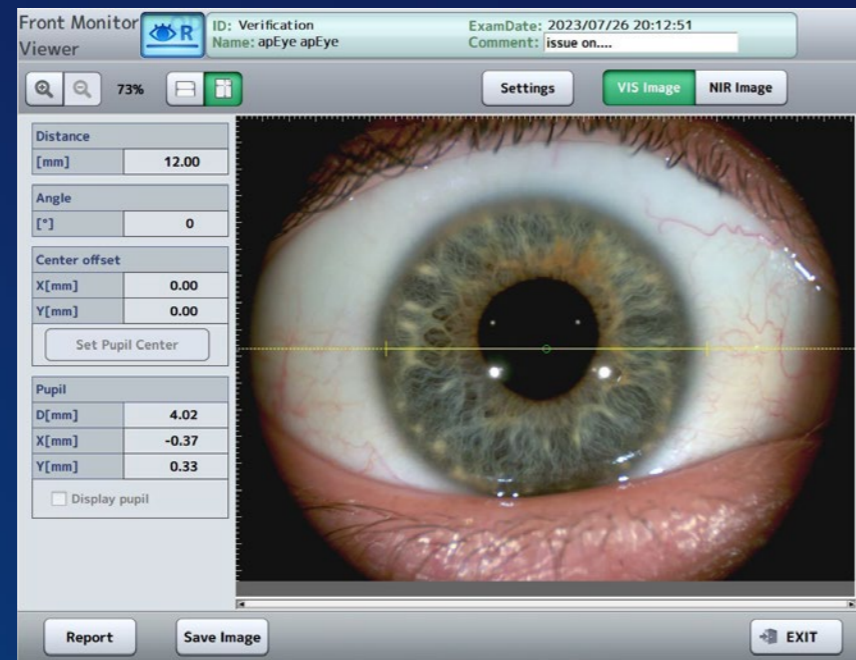 Front Monitor
Viewer
R
ID: Verification
Name: apEye apEye
ExamDate: 2023/07/26 20:12:51
Comment: issue on....
73%
Settings
VIS Image
NIR Image
Distance
[mm] 12.00
Angle
[°] 0
Center offset
X[mm] 0.00
Y[mm] 0.00
Set Pupil Center
Pupil
D[mm] 4.02
X[mm] -0.37
Y[mm] 0.33
Display pupil
Report
Save Image
EXIT